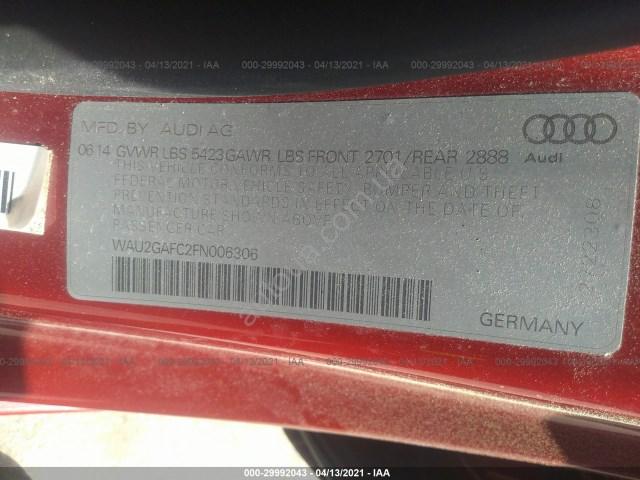 000-29992043 - 04/13/2021 - IAA
MFD. BY AUDI AG
0614 GVWR LBS 5423 GAWR LBS FRONT 2701/REAR 2888
Audi
THIS VEHICLE CONFORMS TO ALL APPLICABLE U.S.
FEDERAL MOTOR VEHICLE SAFETY, BUMPER AND THEFT
PREVENTION STANDARDS IN EFFECT ON THE DATE OF
MANUFACTURE SHOWN ABOVE.
PASSENGER CAR
WAU2GAFC2FN006306
GERMANY
000-29992043 - 04/13/2021 - IAA